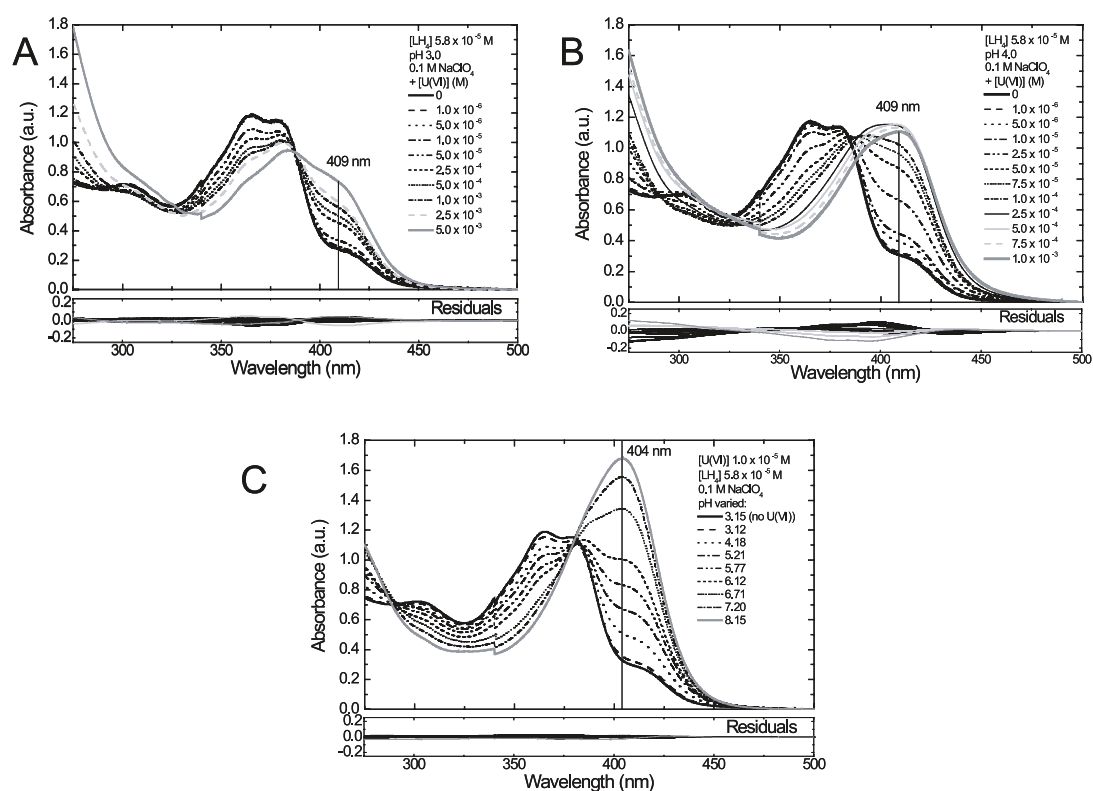 A
1.8
1.6
1.4
1.2
1.0
0.8
0.6
0.4
0.2
0.0
Absorbance (a.u.)
[LH₄] 5.8 x 10⁻⁵ M
pH 3.0
0.1 M NaClO₄
+ [U(VI)] (M)
0
1.0 x 10⁻⁶
5.0 x 10⁻⁶
1.0 x 10⁻⁵
5.0 x 10⁻⁵
2.5 x 10⁻⁴
5.0 x 10⁻⁴
1.0 x 10⁻³
2.5 x 10⁻³
5.0 x 10⁻³
409 nm
0.2
0.0
-0.2
Residuals
300 350 400 450 500
Wavelength (nm)
B
1.8
1.6
1.4
1.2
1.0
0.8
0.6
0.4
0.2
0.0
Absorbance (a.u.)
[LH₄] 5.8 x 10⁻⁵ M
pH 4.0
0.1 M NaClO₄
+ [U(VI)] (M)
0
1.0 x 10⁻⁶
5.0 x 10⁻⁶
1.0 x 10⁻⁵
2.5 x 10⁻⁵
5.0 x 10⁻⁵
7.5 x 10⁻⁵
1.0 x 10⁻⁴
2.5 x 10⁻⁴
5.0 x 10⁻⁴
7.5 x 10⁻⁴
1.0 x 10⁻³
409 nm
0.2
0.0
-0.2
Residuals
300 350 400 450 500
Wavelength (nm)
C
1.8
1.6
1.4
1.2
1.0
0.8
0.6
0.4
0.2
0.0
Absorbance (a.u.)
404 nm
[U(VI)] 1.0 x 10⁻⁵ M
[LH₄] 5.8 x 10⁻⁵ M
0.1 M NaClO₄
pH varied:
3.15 (no U(VI))
3.12
4.18
5.21
5.77
6.12
6.71
7.20
8.15
0.2
0.0
-0.2
Residuals
300 350 400 450 500
Wavelength (nm)